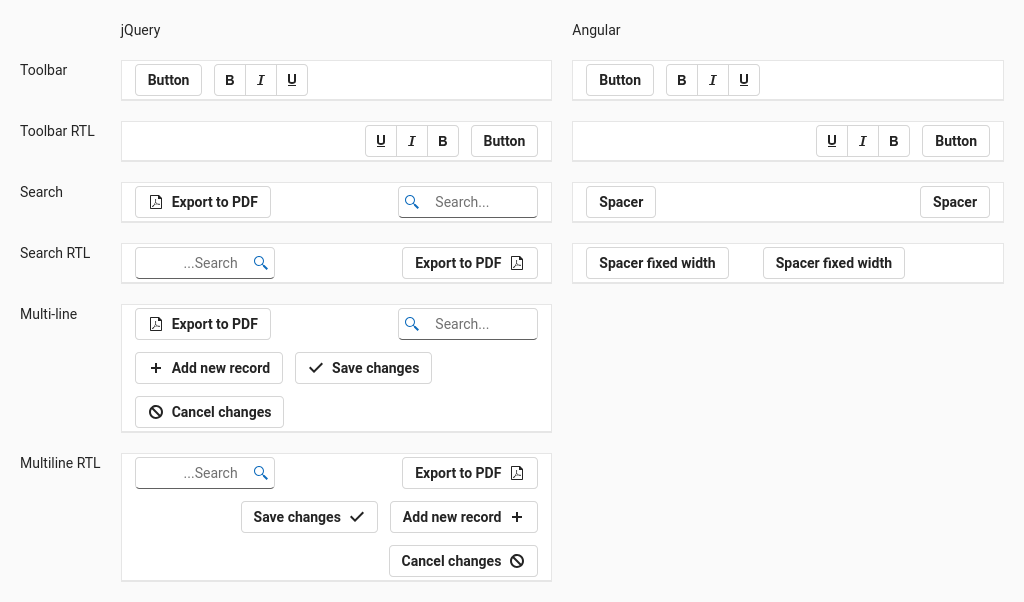 jQuery Angular
Toolbar Button B I U Button B I U
Toolbar RTL U I B Button U I B Button
Search Export to PDF Search... Spacer Spacer
Search RTL ...Search Export to PDF Spacer fixed width Spacer fixed width
Multi-line Export to PDF Search...
Add new record Save changes
Cancel changes
Multiline RTL ...Search Export to PDF
Save changes Add new record
Cancel changes